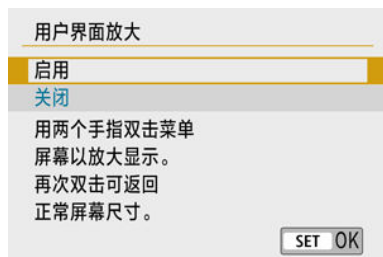 用户界面放大
启用
关闭
用两个手指双击菜单
屏幕以放大显示。
再次双击可返回
正常屏幕尺寸。
SET OK